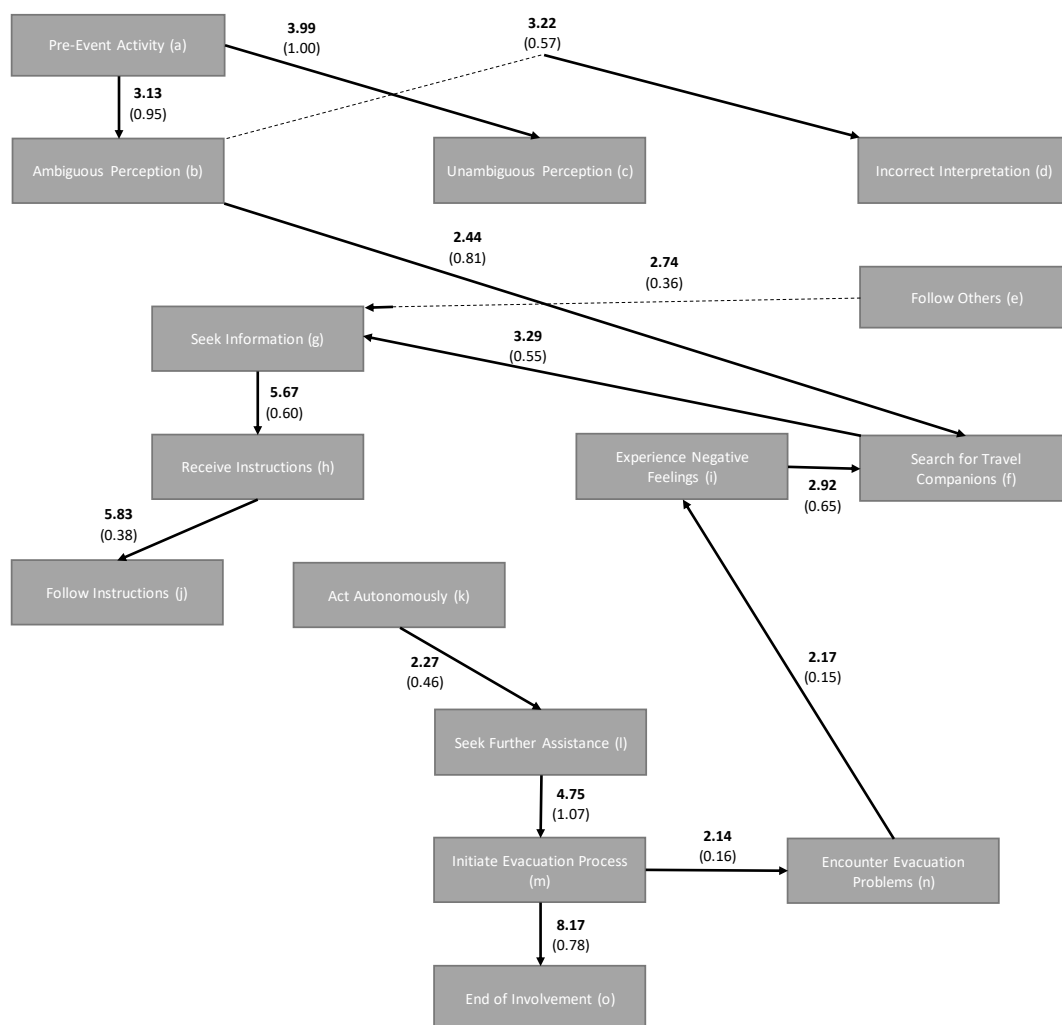 Pre-Event Activity (a)
3.99
(1.00)
3.22
(0.57)
3.13
(0.95)
Ambiguous Perception (b)
Unambiguous Perception (c)
Incorrect Interpretation (d)
2.44
(0.81)
2.74
(0.36)
Follow Others (e)
Seek Information (g)
3.29
(0.55)
5.67
(0.60)
Receive Instructions (h)
Experience Negative
Feelings (i)
2.92
(0.65)
Search for Travel
Companions (f)
5.83
(0.38)
Follow Instructions (j)
Act Autonomously (k)
2.27
(0.46)
2.17
(0.15)
Seek Further Assistance (l)
4.75
(1.07)
Initiate Evacuation Process
(m)
2.14
(0.16)
Encounter Evacuation
Problems (n)
8.17
(0.78)
End of Involvement (o)